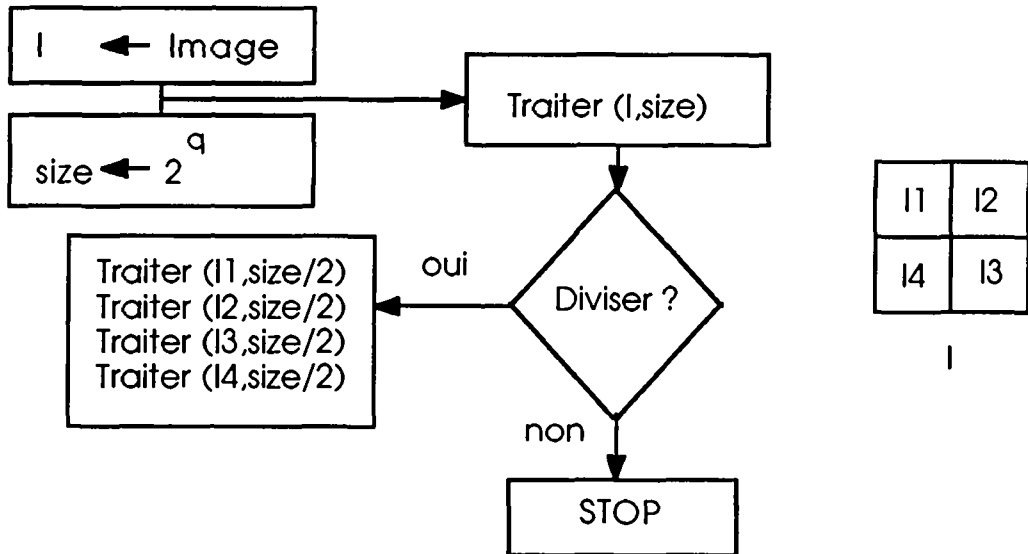 I ← Image
size ← 2^q
Traiter (I,size)
Traiter (I1,size/2)
Traiter (I2,size/2)
Traiter (I3,size/2)
Traiter (I4,size/2)
oui
Diviser ?
non
STOP
I1 I2
I4 I3
I